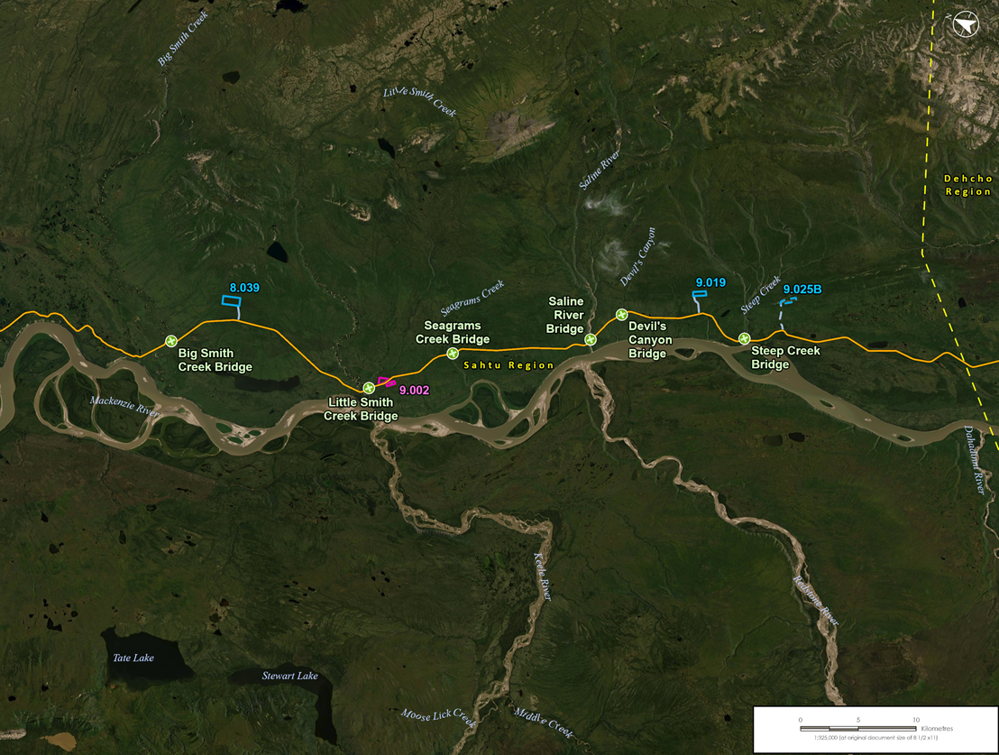 Big Smith Creek
N
Little Smith Creek
Saline River
Dehcho
Region
Devil's Canyon
8.039
9.019
Steep Creek
9.025B
Seagrams Creek
Saline
River
Bridge
Seagrams
Creek Bridge
Devil's
Canyon
Bridge
Big Smith
Creek Bridge
Steep Creek
Bridge
Sahtu Region
9.002
Little Smith
Creek Bridge
Mackenzie River
Dahadinni River
Keele River
Redstone River
Tate Lake
Stewart Lake
Moose Lick Creek
Middle Creek
0 5 10
Kilometres
1:325,000 (at original document size of 8 1/2 x11)